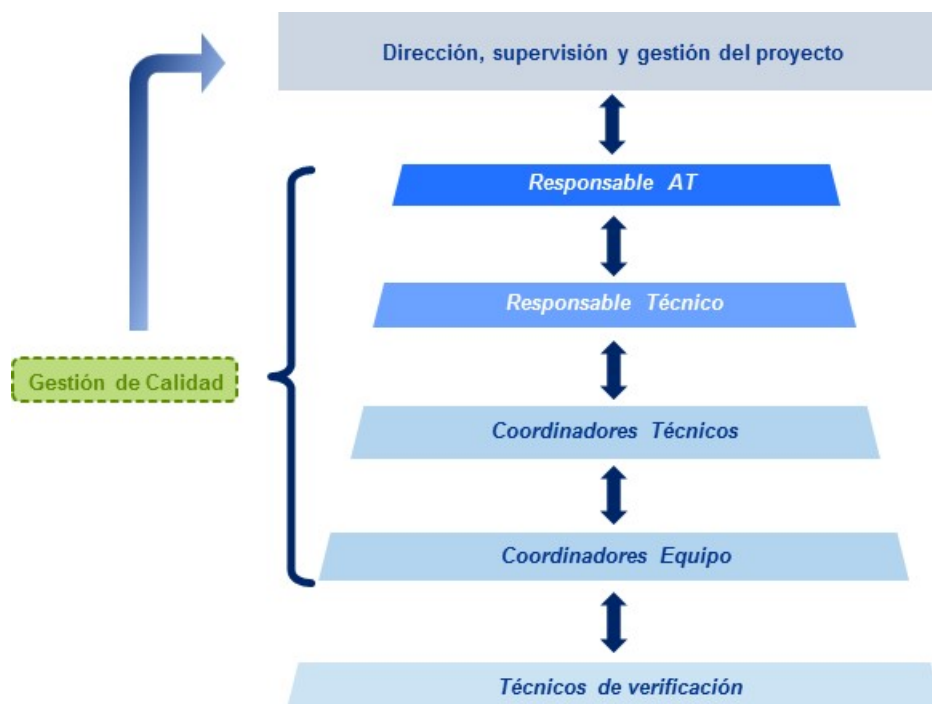 Dirección, supervisión y gestión del proyecto
Responsable AT
Responsable Técnico
Gestión de Calidad
Coordinadores Técnicos
Coordinadores Equipo
Técnicos de verificación